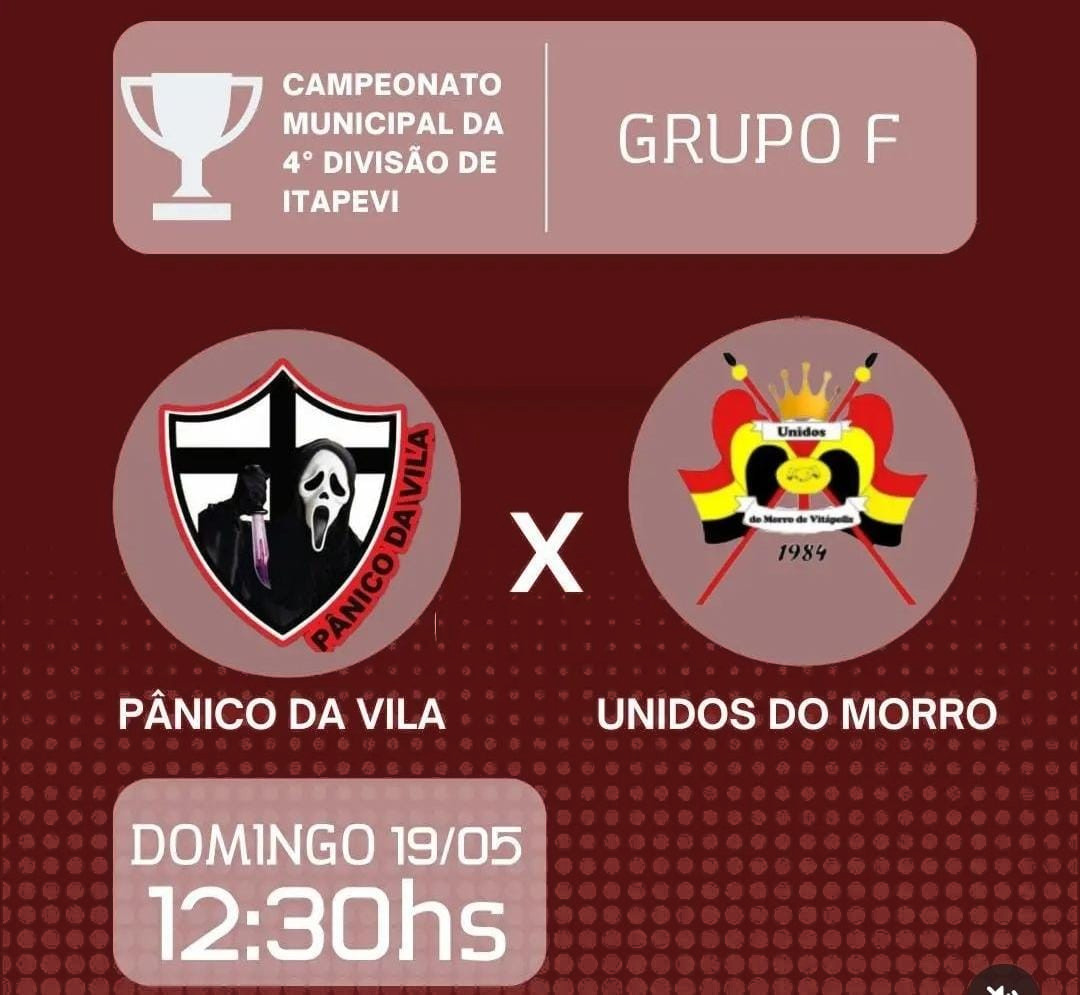 CAMPEONATO
MUNICIPAL DA
4° DIVISÃO DE
ITAPEVI
GRUPO F
PÂNICO DA VILA
Unidos
do Morro de Vitápolis
1984
X
PÂNICO DA VILA
UNIDOS DO MORRO
DOMINGO 19/05
12:30hs